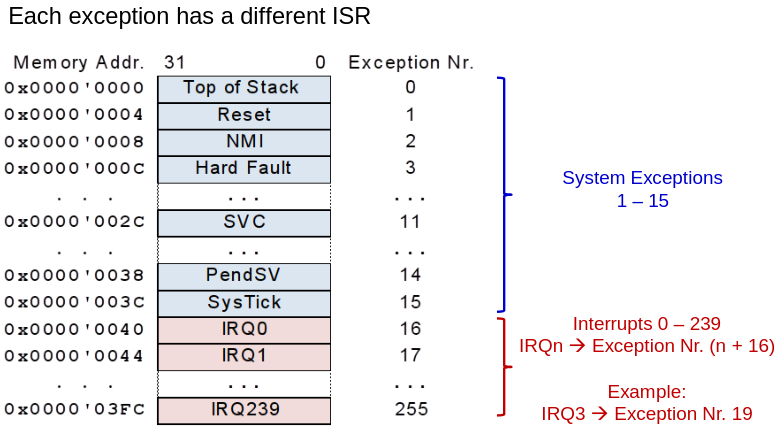 Each exception has a different ISR
Memory Addr. 31 0 Exception Nr.
0x0000'0000 Top of Stack 0
0x0000'0004 Reset 1
0x0000'0008 NMI 2
0x0000'000C Hard Fault 3
. . . ... ...
0x0000'002C SVC 11
. . . ... ...
0x0000'0038 PendSV 14
0x0000'003C SysTick 15
0x0000'0040 IRQ0 16
0x0000'0044 IRQ1 17
. . . ... ...
0x0000'03FC IRQ239 255
System Exceptions
1 – 15
Interrupts 0 – 239
IRQn → Exception Nr. (n + 16)
Example:
IRQ3 → Exception Nr. 19